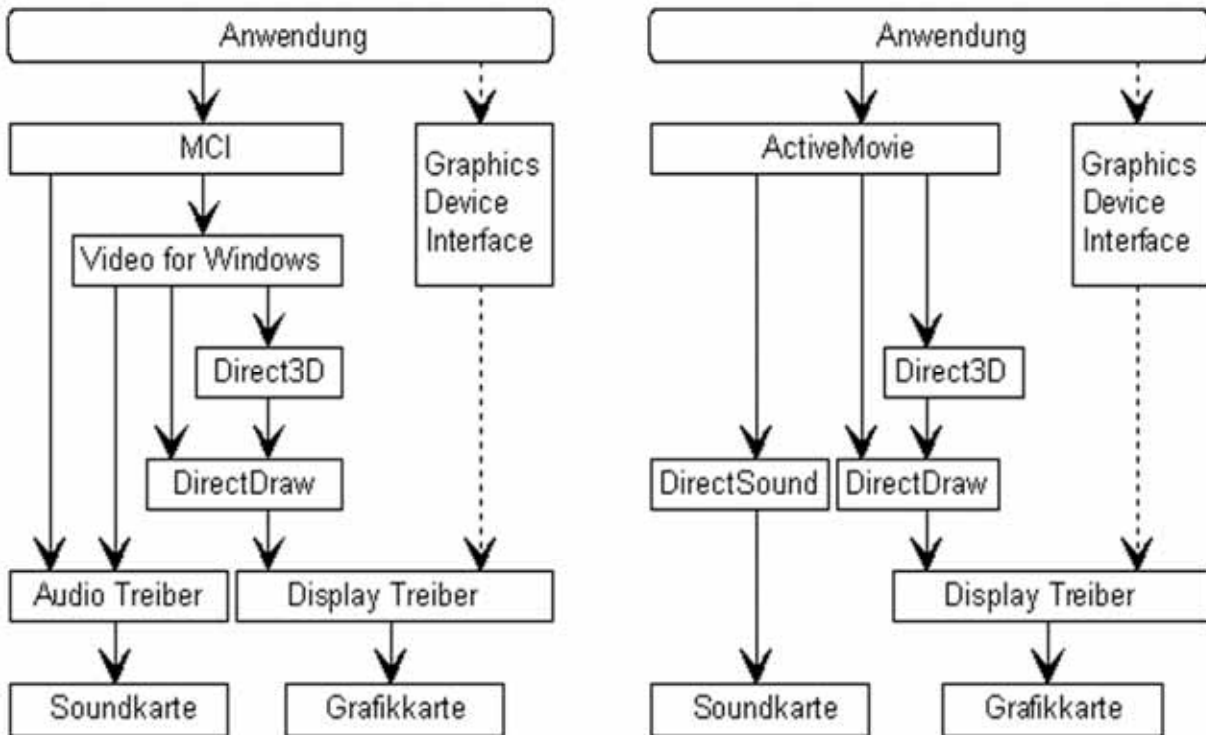 Anwendung
MCI
Graphics
Device
Interface
Video for Windows
Direct3D
DirectDraw
Audio Treiber
Display Treiber
Soundkarte
Grafikkarte
Anwendung
ActiveMovie
Graphics
Device
Interface
Direct3D
DirectSound
DirectDraw
Display Treiber
Soundkarte
Grafikkarte